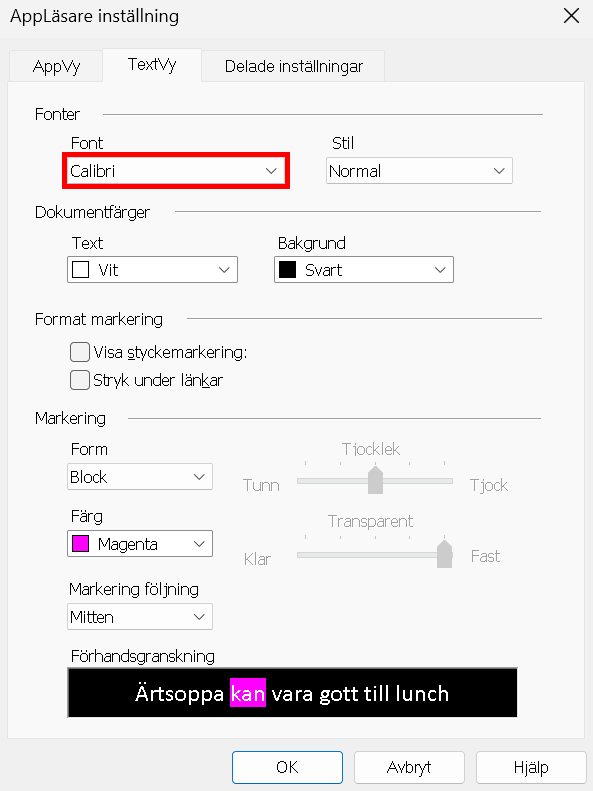 AppLäsare inställning
AppVy TextVy Delade inställningar
Fonter
Font Stil
Calibri Normal
Dokumentfärger
Text Bakgrund
Vit Svart
Format markering
Visa styckemarkering:
Stryk under länkar
Markering
Form Tjocklek
Block Tunn Tjock
Färg Transparent
Magenta Klar Fast
Markering följning
Mitten
Förhandsgranskning
Ärtsoppa kan vara gott till lunch
OK Avbryt Hjälp